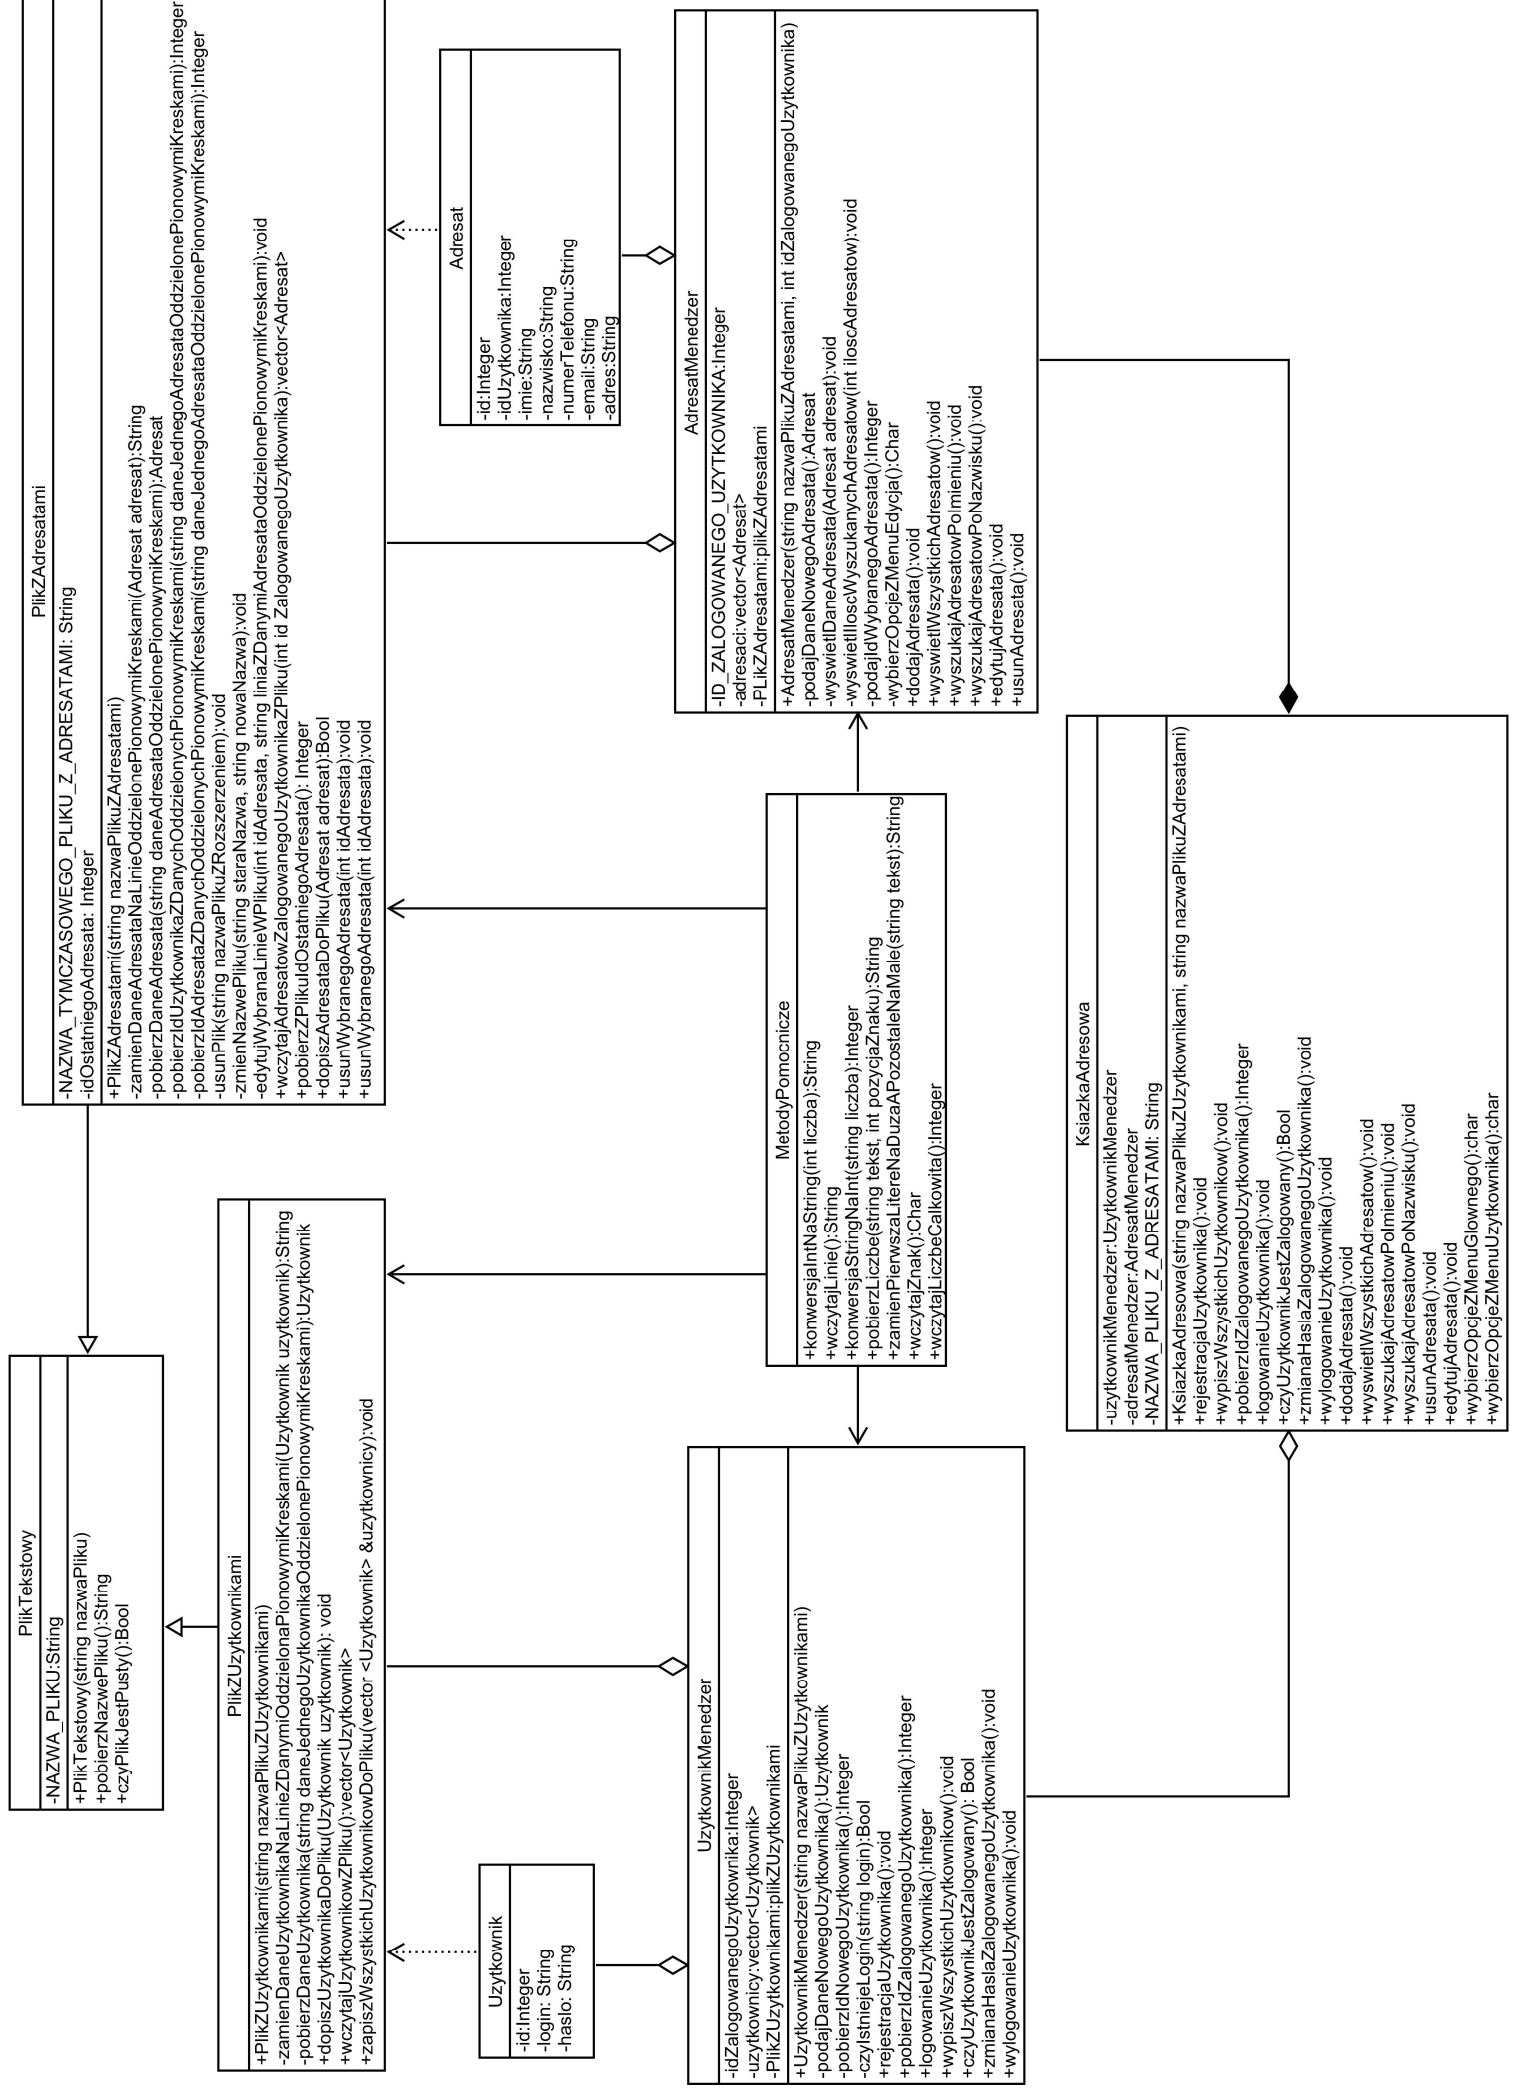 PlikTekstowy
-NAZWA_PLIKU:String
+PlikTekstowy(string nazwaPliku)
+pobierzNazwePliku():String
+czyPlikJestPusty():Bool
PlikZAdresatami
-NAZWA_TYMCZASOWEGO_PLIKU_Z_ADRESATAMI: String
-idOstatniegoAdresata: Integer
+PlikZAdresatami(string nazwaPlikuZAdresatami)
-zamienDaneAdresataNaLinieOddzielonePionowymiKreskami(Adresat adresat):String
-pobierzDaneAdresata(string daneAdresataOddzielonePionowymiKreskami):Adresat
-pobierzIdUzytkownikaZDanychOddzielonychPionowymiKreskami(string daneJednegoAdresataOddzielonePionowymiKreskami):Integer
-pobierzIdAdresataZDanychOddzielonychPionowymiKreskami(string daneJednegoAdresataOddzielonePionowymiKreskami):Integer
-usunPlik(string nazwaPlikuZRozszerzeniem):void
-zmienNazwePliku(string staraNazwa, string nowaNazwa):void
-edytujWybranaLinieWPliku(int idAdresata, string liniaZDanymiAdresataOddzielonePionowymiKreskami):void
+wczytajAdresatowZalogowanegoUzytkownikaZPliku(int id ZalogowanegoUzytkownika):vector<Adresat>
+pobierzZPlikuIdOstatniegoAdresata(): Integer
+dopiszAdresataDoPliku(Adresat adresat):Bool
+usunWybranegoAdresata(int idAdresata):void
+usunWybranegoAdresata(int idAdresata):void
PlikZUzytkownikami
+PlikZUzytkownikami(string nazwaPlikuZUzytkownikami)
-zamienDaneUzytkownikaNaLinieZDanymiOddzielonaPionowymiKreskami(Uzytkownik uzytkownik):String
-pobierzDaneUzytkownika(string daneJednegoUzytkownikaOddzielonePionowymiKreskami):Uzytkownik
+dopiszUzytkownikaDoPliku(Uzytkownik uzytkownik): void
+wczytajUzytkownikowZPliku():vector<Uzytkownik>
+zapiszWszystkichUzytkownikowDoPliku(vector <Uzytkownik> &uzytkownicy):void
Uzytkownik
-id:Integer
-login: String
-haslo: String
Adresat
-id:Integer
-idUzytkownika:Integer
-imie:String
-nazwisko:String
-numerTelefonu:String
-email:String
-adres:String
UzytkownikMenedzer
-idZalogowanegoUzytkownika:Integer
-uzytkownicy:vector<Uzytkownik>
-PlikZUzytkownikami:plikZUzytkownikami
+UzytkownikMenedzer(string nazwaPlikuZUzytkownikami)
-podajDaneNowegoUzytkownika():Uzytkownik
-pobierzIdNowegoUzytkownika():Integer
-czyIstniejeLogin(string login):Bool
+rejestracjaUzytkownika():void
+pobierzIdZalogowanegoUzytkownika():Integer
+logowanieUzytkownika():Integer
+wypiszWszystkichUzytkownikow():void
+czyUzytkownikJestZalogowany(): Bool
+zmianaHaslaZalogowanegoUzytkownika():void
+wylogowanieUzytkownika():void
MetodyPomocnicze
+konwersjaIntNaString(int liczba):String
+wczytajLinie():String
+konwersjaStringNaInt(string liczba):Integer
+pobierzLiczbe(string tekst, int pozycjaZnaku):String
+zamienPierwszaLitereNaDuzaAPozostaleNaMale(string tekst):String
+wczytajZnak():Char
+wczytajLiczbeCalkowita():Integer
AdresatMenedzer
-ID_ZALOGOWANEGO_UZYTKOWNIKA:Integer
-adresaci:vector<Adresat>
-PLikZAdresatami:plikZAdresatami
+AdresatMenedzer(string nazwaPlikuZAdresatami, int idZalogowanegoUzytkownika)
-podajDaneNowegoAdresata():Adresat
-wyswietlDaneAdresata(Adresat adresat):void
-wyswietlIloscWyszukanychAdresatow(int iloscAdresatow):void
-podajIdWybranegoAdresata():Integer
-wybierzOpcjeZMenuEdycja():Char
+dodajAdresata():void
+wyswietlWszystkichAdresatow():void
+wyszukajAdresatowPoImieniu():void
+wyszukajAdresatowPoNazwisku():void
+edytujAdresata():void
+usunAdresata():void
KsiazkaAdresowa
-uzytkownikMenedzer:UzytkownikMenedzer
-adresatMenedzer:AdresatMenedzer
-NAZWA_PLIKU_Z_ADRESATAMI: String
+KsiazkaAdresowa(string nazwaPlikuZUzytkownikami, string nazwaPlikuZAdresatami)
+rejestracjaUzytkownika():void
+wypiszWszystkichUzytkownikow():void
+pobierzIdZalogowanegoUzytkownika():Integer
+logowanieUzytkownika():void
+czyUzytkownikJestZalogowany():Bool
+zmianaHaslaZalogowanegoUzytkownika():void
+wylogowanieUzytkownika():void
+dodajAdresata():void
+wyswietlWszystkichAdresatow():void
+wyszukajAdresatowPoImieniu():void
+wyszukajAdresatowPoNazwisku():void
+usunAdresata():void
+edytujAdresata():void
+wybierzOpcjeZMenuGlownego():char
+wybierzOpcjeZMenuUzytkownika():char